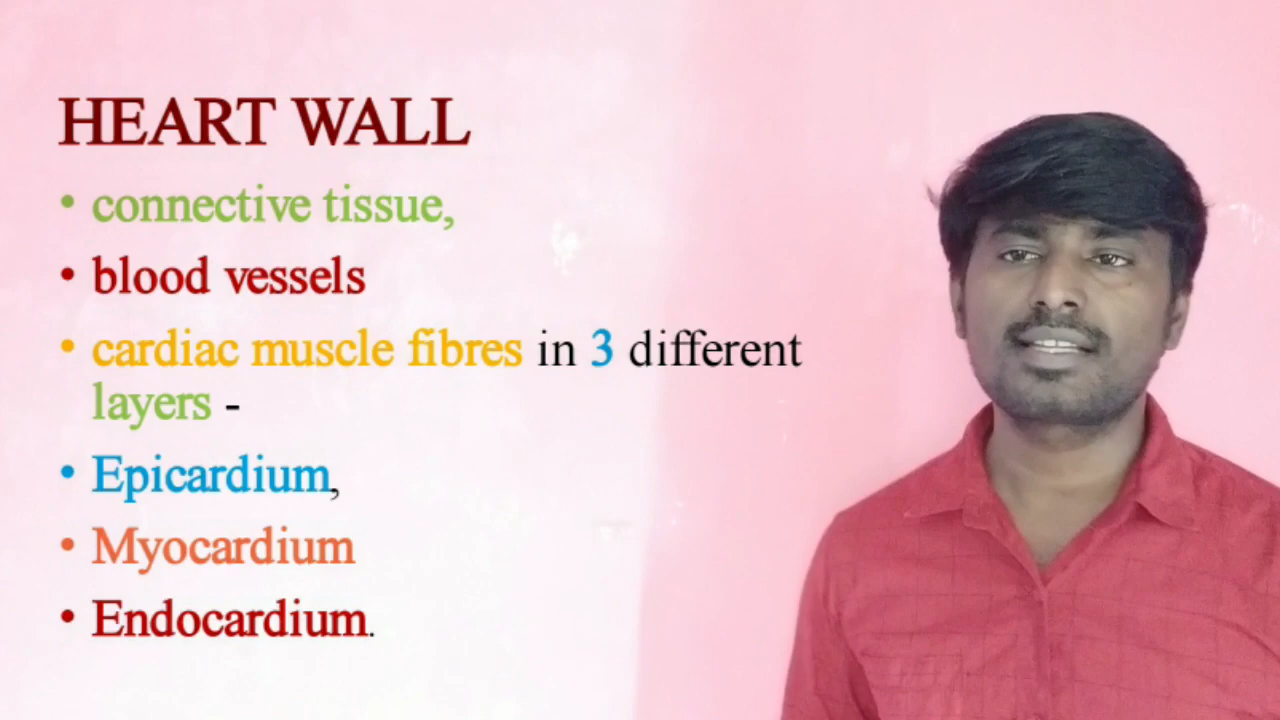 HEART WALL
• connective tissue,
• blood vessels
• cardiac muscle fibres in 3 different
layers -
• Epicardium,
• Myocardium
• Endocardium.